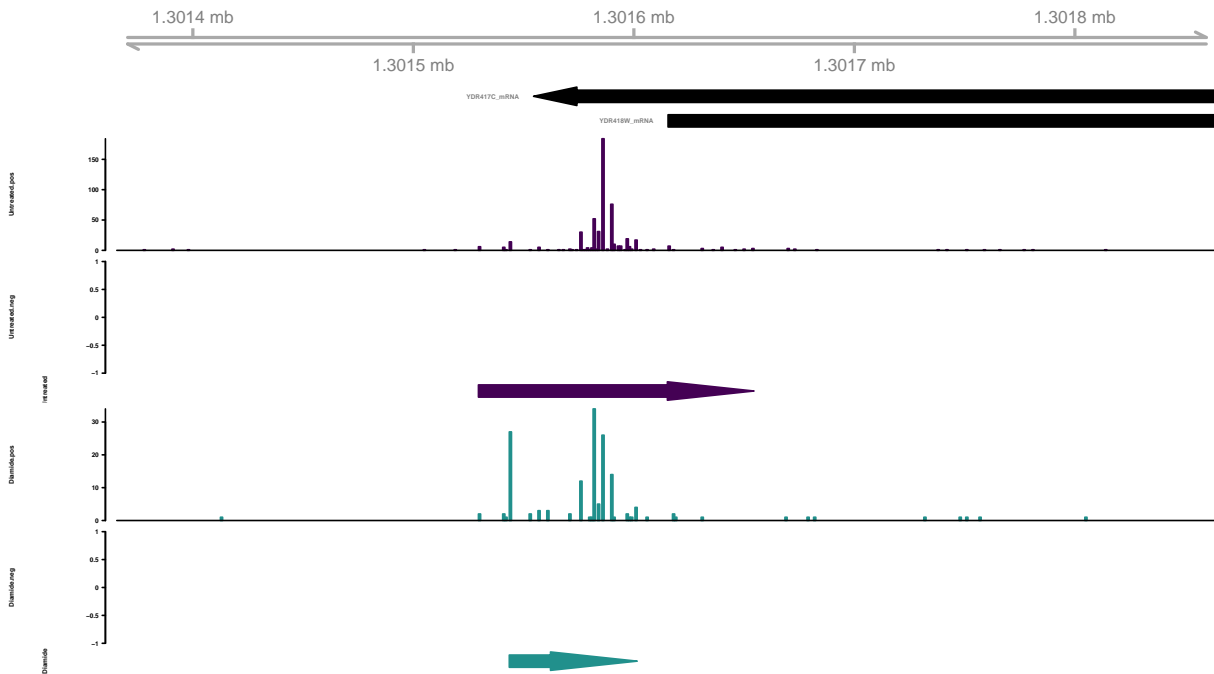 1.3014 mb 1.3016 mb 1.3018 mb
1.3015 mb 1.3017 mb
YDR417C_mRNA
YDR418W_mRNA
Untreated.pos
150
100
50
0
Untreated.neg
1
0.5
0
−0.5
−1
Intreated
Diamide.pos
30
20
10
0
Diamide.neg
1
0.5
0
−0.5
−1
Diamide